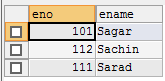 eno ename
101 Sagar
112 Sachin
111 Sarad